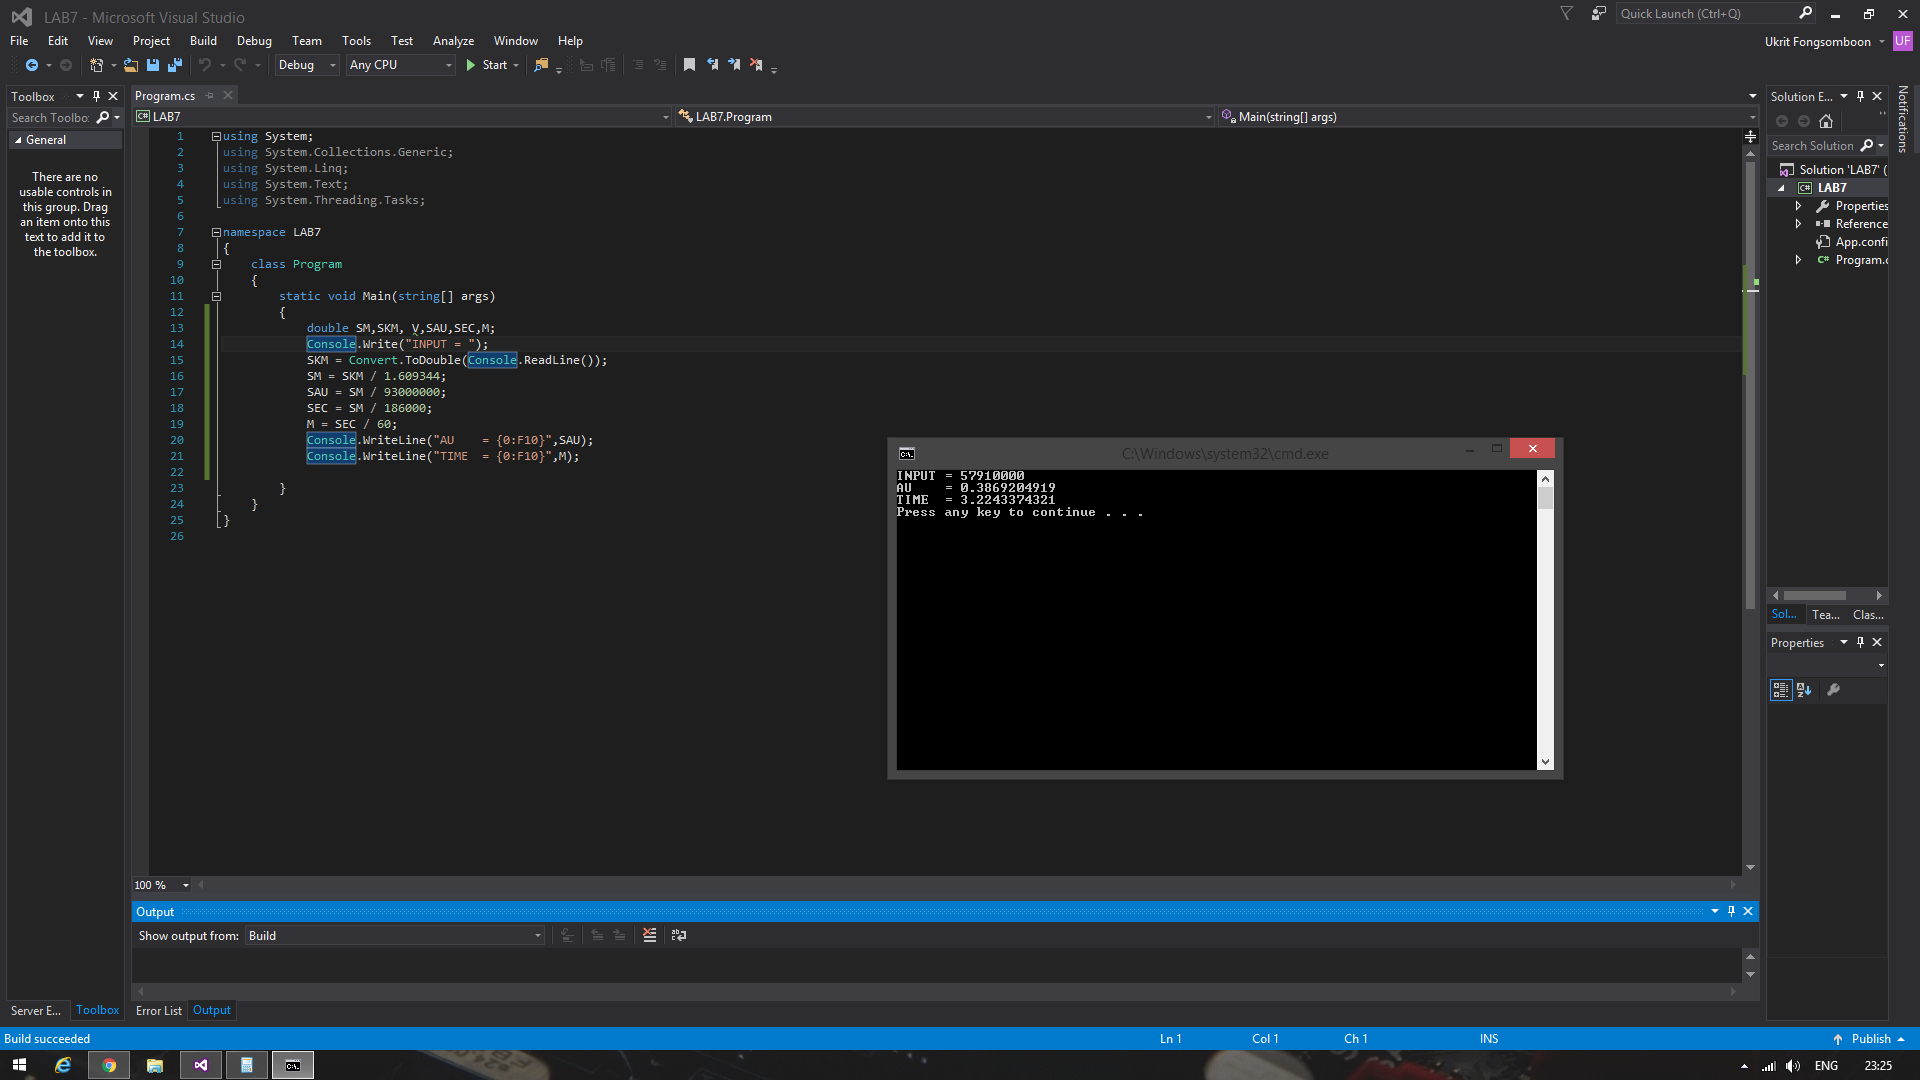 LAB7 - Microsoft Visual Studio
Quick Launch (Ctrl+Q)
File Edit View Project Build Debug Team Tools Test Analyze Window Help
Ukrit Fongsomboon UF
Debug Any CPU Start
Toolbox
Search Toolbo:
General
There are no
usable controls in
this group. Drag
an item onto this
text to add it to
the toolbox.
Program.cs
C# LAB7 LAB7.Program Main(string[] args)
1 using System;
2 using System.Collections.Generic;
3 using System.Linq;
4 using System.Text;
5 using System.Threading.Tasks;
6
7 namespace LAB7
8 {
9 class Program
10 {
11 static void Main(string[] args)
12 {
13 double SM,SKM, V,SAU,SEC,M;
14 Console.Write("INPUT = ");
15 SKM = Convert.ToDouble(Console.ReadLine());
16 SM = SKM / 1.609344;
17 SAU = SM / 93000000;
18 SEC = SM / 186000;
19 M = SEC / 60;
20 Console.WriteLine("AU    = {0:F10}",SAU);
21 Console.WriteLine("TIME  = {0:F10}",M);
22
23 }
24 }
25 }
26
C:\Windows\system32\cmd.exe
INPUT = 57910000
AU    = 0.3869204919
TIME  = 3.2243374321
Press any key to continue . . .
Solution E...
Search Solution
Solution 'LAB7' (
C# LAB7
Properties
Reference
App.confi
C# Program.c
Sol... Tea... Clas...
Properties
Notifications
100 %
Output
Show output from: Build
Server E... Toolbox
Error List Output
Build succeeded Ln 1 Col 1 Ch 1 INS Publish
ENG 23:25